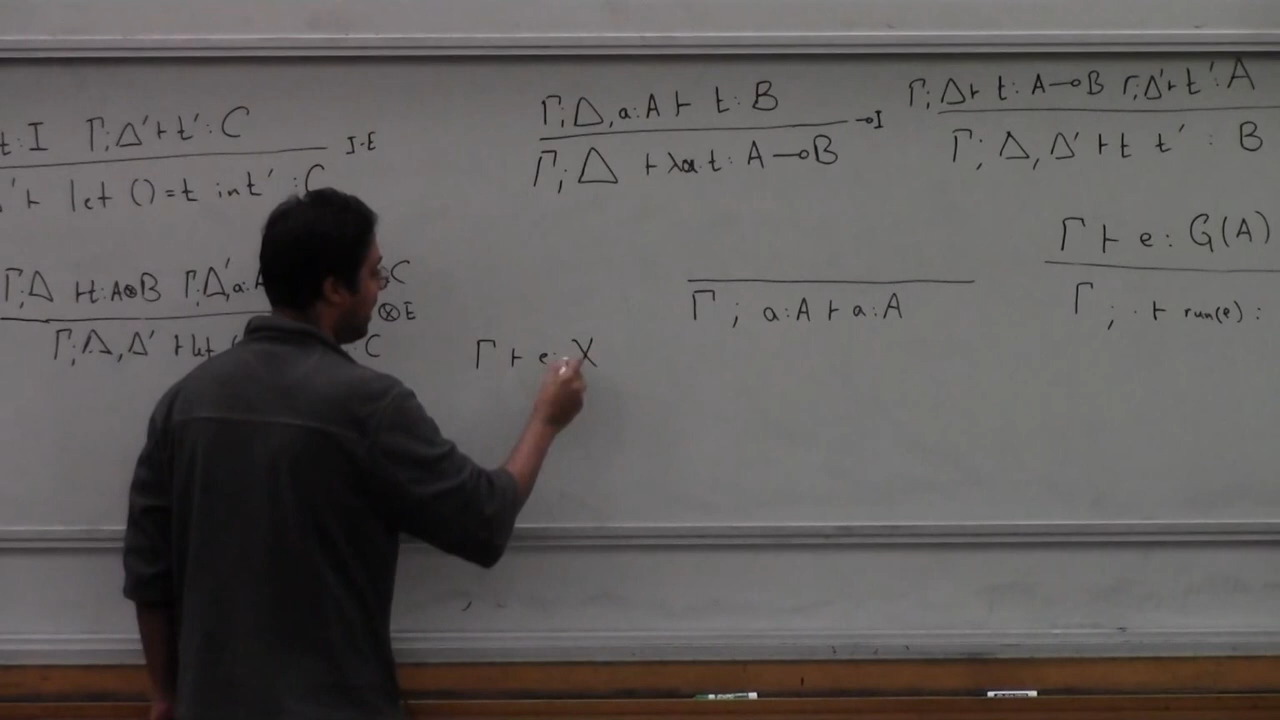 t : I Γ; Δ' ⊢ t' : C
' ⊢ let () = t in t' : C I-E
Γ; Δ, a : A ⊢ t : B
Γ; Δ ⊢ λa. t : A ⊸ B ⊸I
Γ; Δ ⊢ t : A ⊸ B Γ; Δ' ⊢ t' : A
Γ; Δ, Δ' ⊢ t t' : B
Γ; Δ ⊢ t : A ⊗ B Γ; Δ', a : C
Γ; Δ, Δ' ⊢ let C ⊗E
Γ ⊢ e : X
Γ ; a : A ⊢ a : A
Γ ⊢ e : G(A)
Γ ; · ⊢ run(e) :